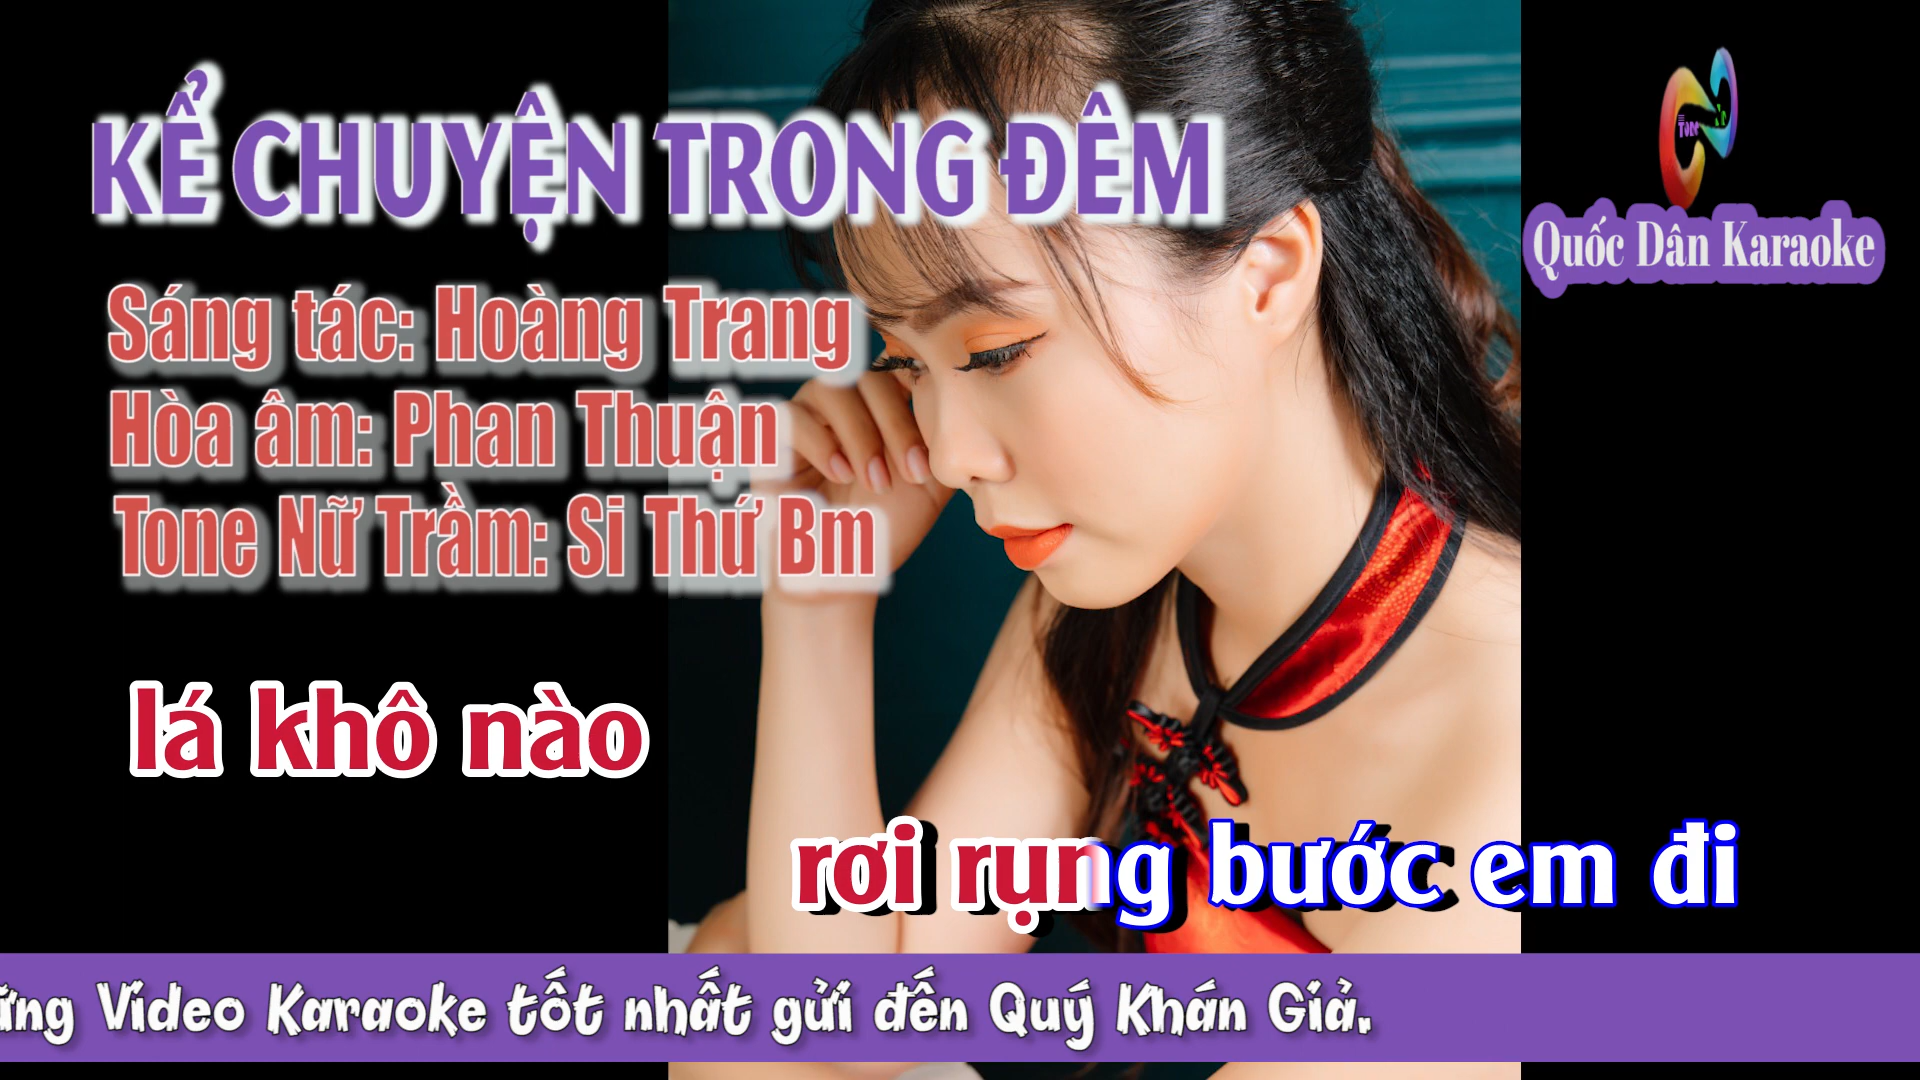 KỂ CHUYỆN TRONG ĐÊM
Sáng tác: Hoàng Trang
Hòa âm: Phan Thuận
Tone Nữ Trầm: Si Thứ Bm
Tone
Quốc Dân Karaoke
lá khô nào
rơi rụng bước em đi
Video Karaoke tốt nhất gửi đến Quý Khán Giả.